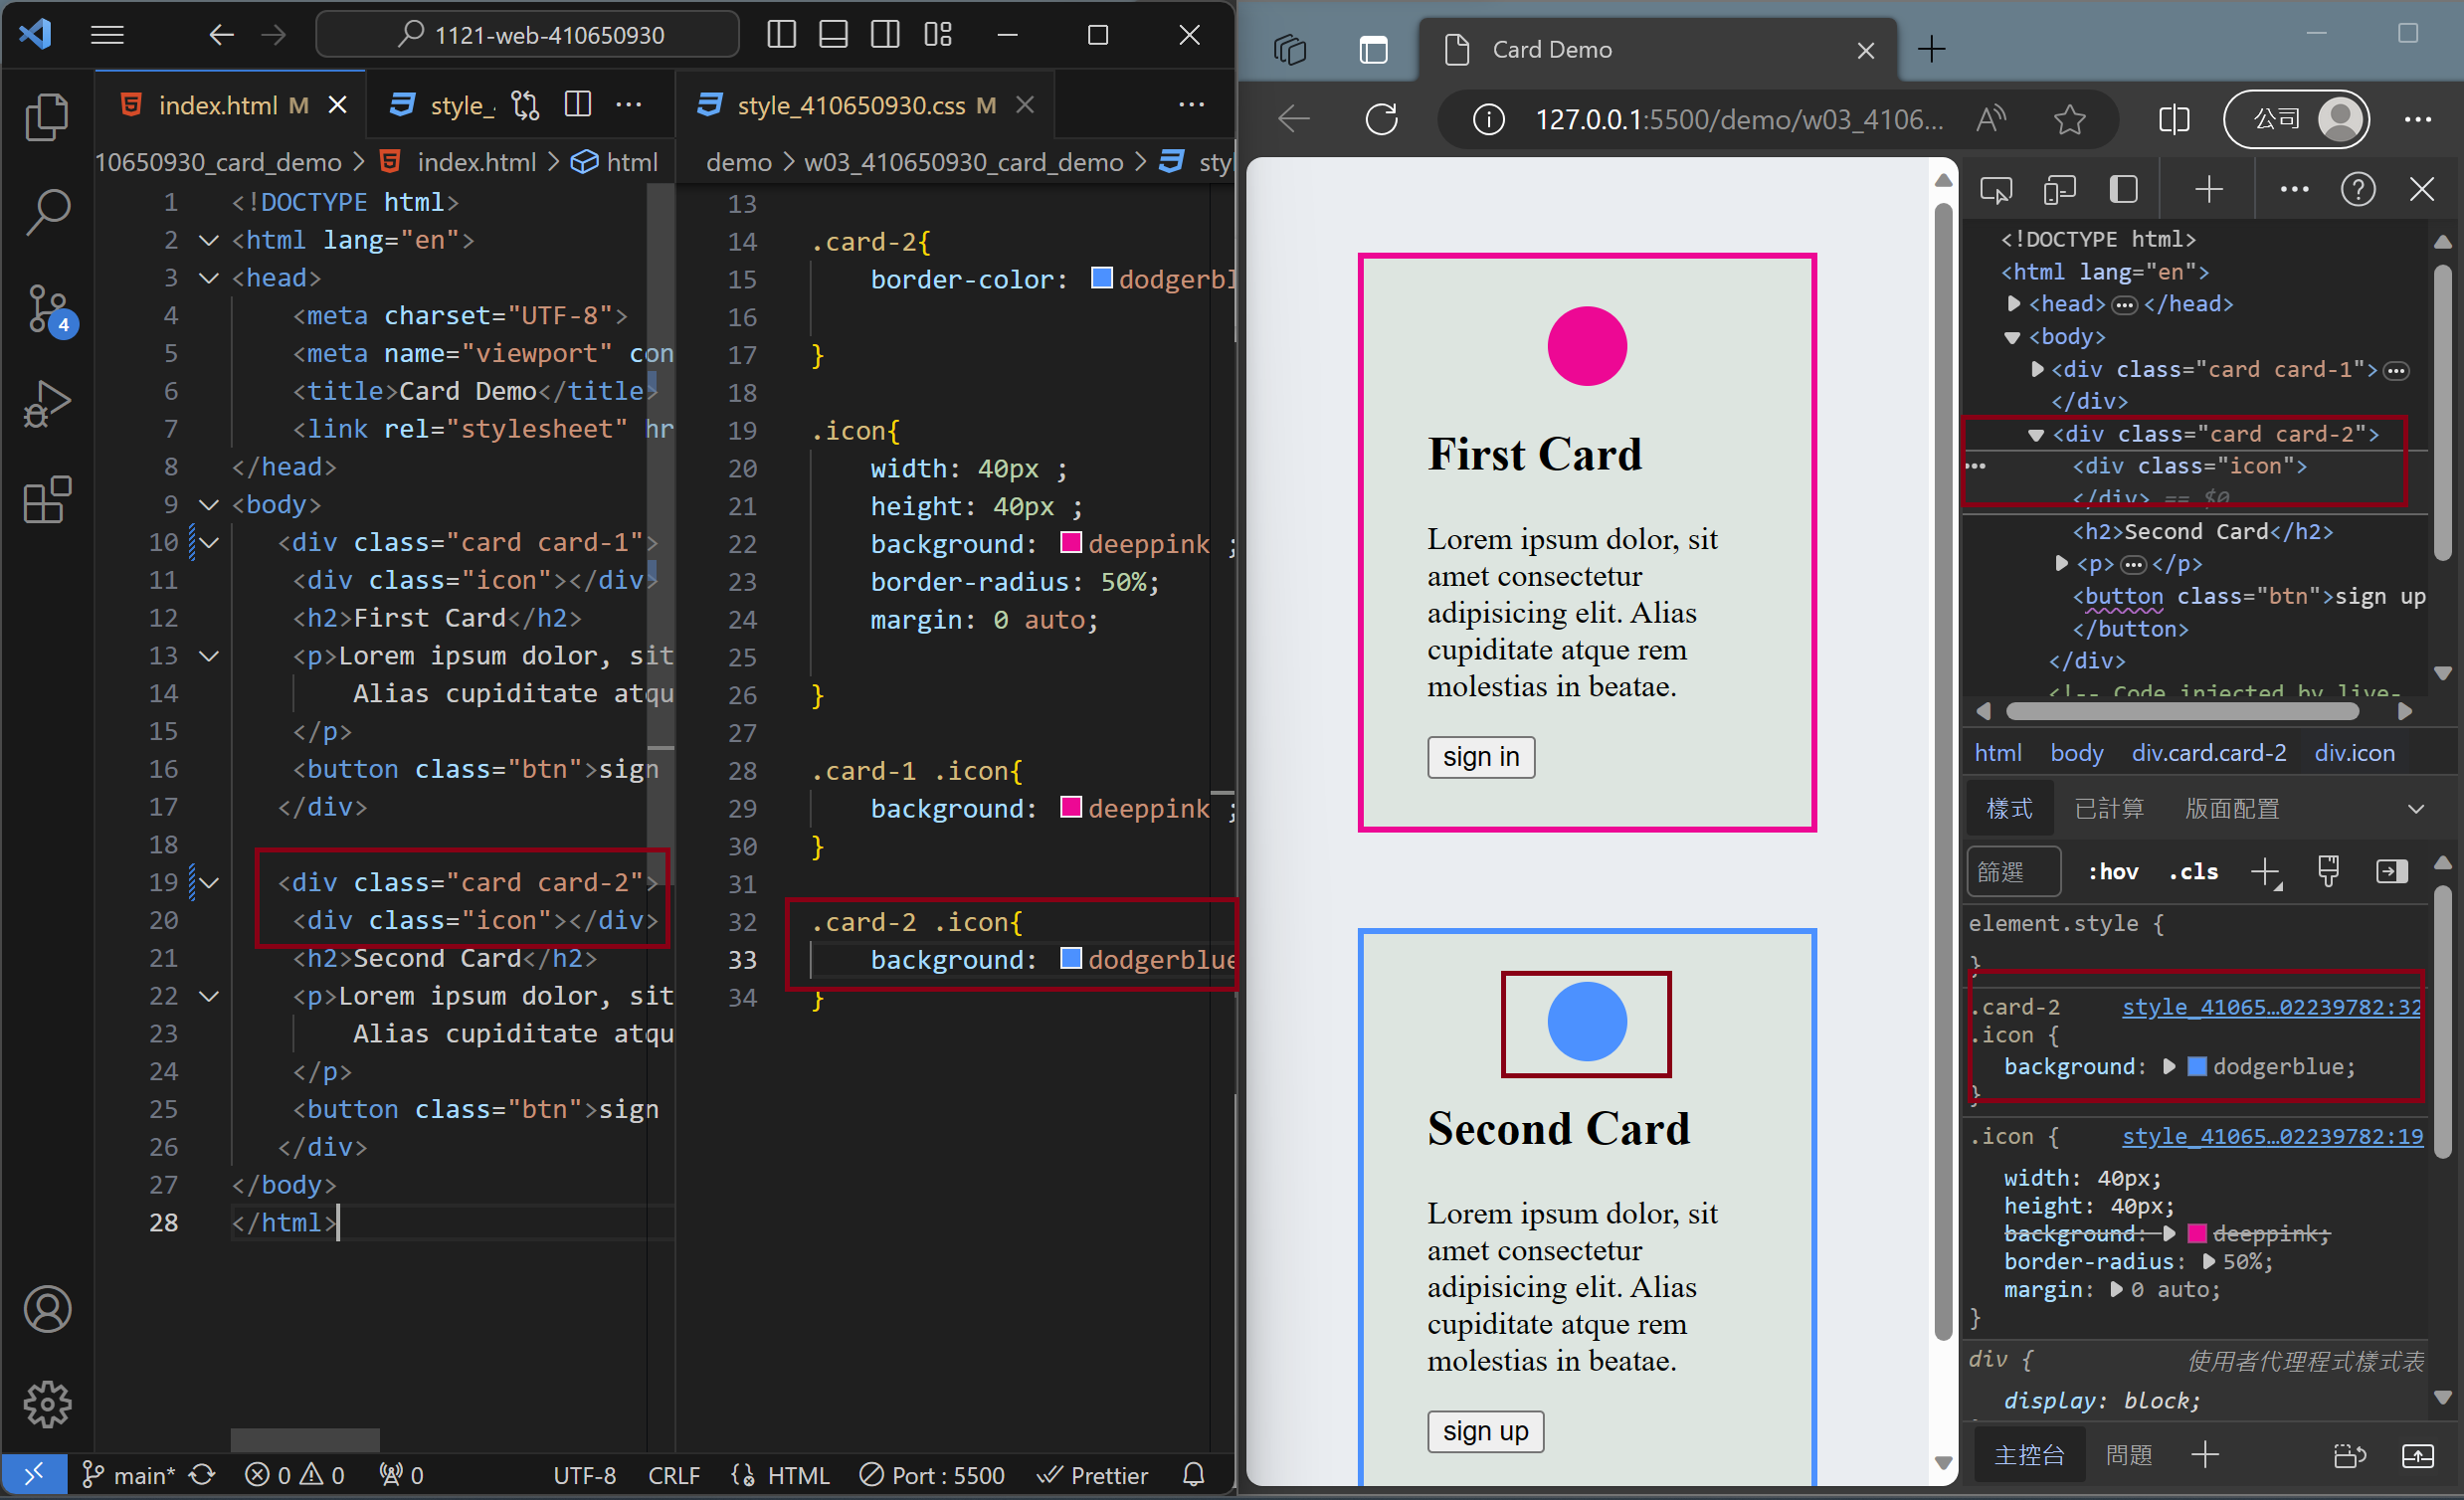 1121-web-410650930
index.html M
style_
style_410650930.css M
10650930_card_demo > index.html > html
demo > w03_410650930_card_demo > sty
1 <!DOCTYPE html>
2 <html lang="en">
3 <head>
4 <meta charset="UTF-8">
5 <meta name="viewport" con
6 <title>Card Demo</title>
7 <link rel="stylesheet" hr
8 </head>
9 <body>
10 <div class="card card-1">
11 <div class="icon"></div>
12 <h2>First Card</h2>
13 <p>Lorem ipsum dolor, sit
14 Alias cupiditate atqu
15 </p>
16 <button class="btn">sign
17 </div>
18
19 <div class="card card-2">
20 <div class="icon"></div>
21 <h2>Second Card</h2>
22 <p>Lorem ipsum dolor, sit
23 Alias cupiditate atqu
24 </p>
25 <button class="btn">sign
26 </div>
27 </body>
28 </html>
13
14 .card-2{
15 border-color: dodgerbl
16
17 }
18
19 .icon{
20 width: 40px ;
21 height: 40px ;
22 background: deeppink ;
23 border-radius: 50%;
24 margin: 0 auto;
25
26 }
27
28 .card-1 .icon{
29 background: deeppink ;
30 }
31
32 .card-2 .icon{
33 background: dodgerblue
34 }
4
main* 0 0 0 UTF-8 CRLF HTML Port : 5500 Prettier
Card Demo
127.0.0.1:5500/demo/w03_4106...
公司
First Card
Lorem ipsum dolor, sit
amet consectetur
adipisicing elit. Alias
cupiditate atque rem
molestias in beatae.
sign in
Second Card
Lorem ipsum dolor, sit
amet consectetur
adipisicing elit. Alias
cupiditate atque rem
molestias in beatae.
sign up
<!DOCTYPE html>
<html lang="en">
<head> ... </head>
<body>
<div class="card card-1"> ...
</div>
<div class="card card-2">
<div class="icon">
</div> == $0
<h2>Second Card</h2>
<p> ... </p>
<button class="btn">sign up
</button>
</div>
<!-- Code injected by live-
html body div.card.card-2 div.icon
樣式 已計算 版面配置
篩選 :hov .cls
element.style {
}
.card-2 style_41065…02239782:32
.icon {
background: dodgerblue;
}
.icon { style_41065…02239782:19
width: 40px;
height: 40px;
background: deeppink;
border-radius: 50%;
margin: 0 auto;
}
div { 使用者代理程式樣式表
display: block;
主控台 問題